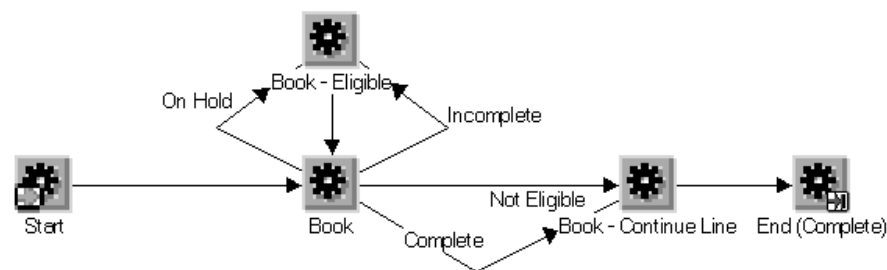 Book - Eligible
On Hold
Incomplete
Not Eligible
Start
Book
Complete
Book - Continue Line
End (Complete)